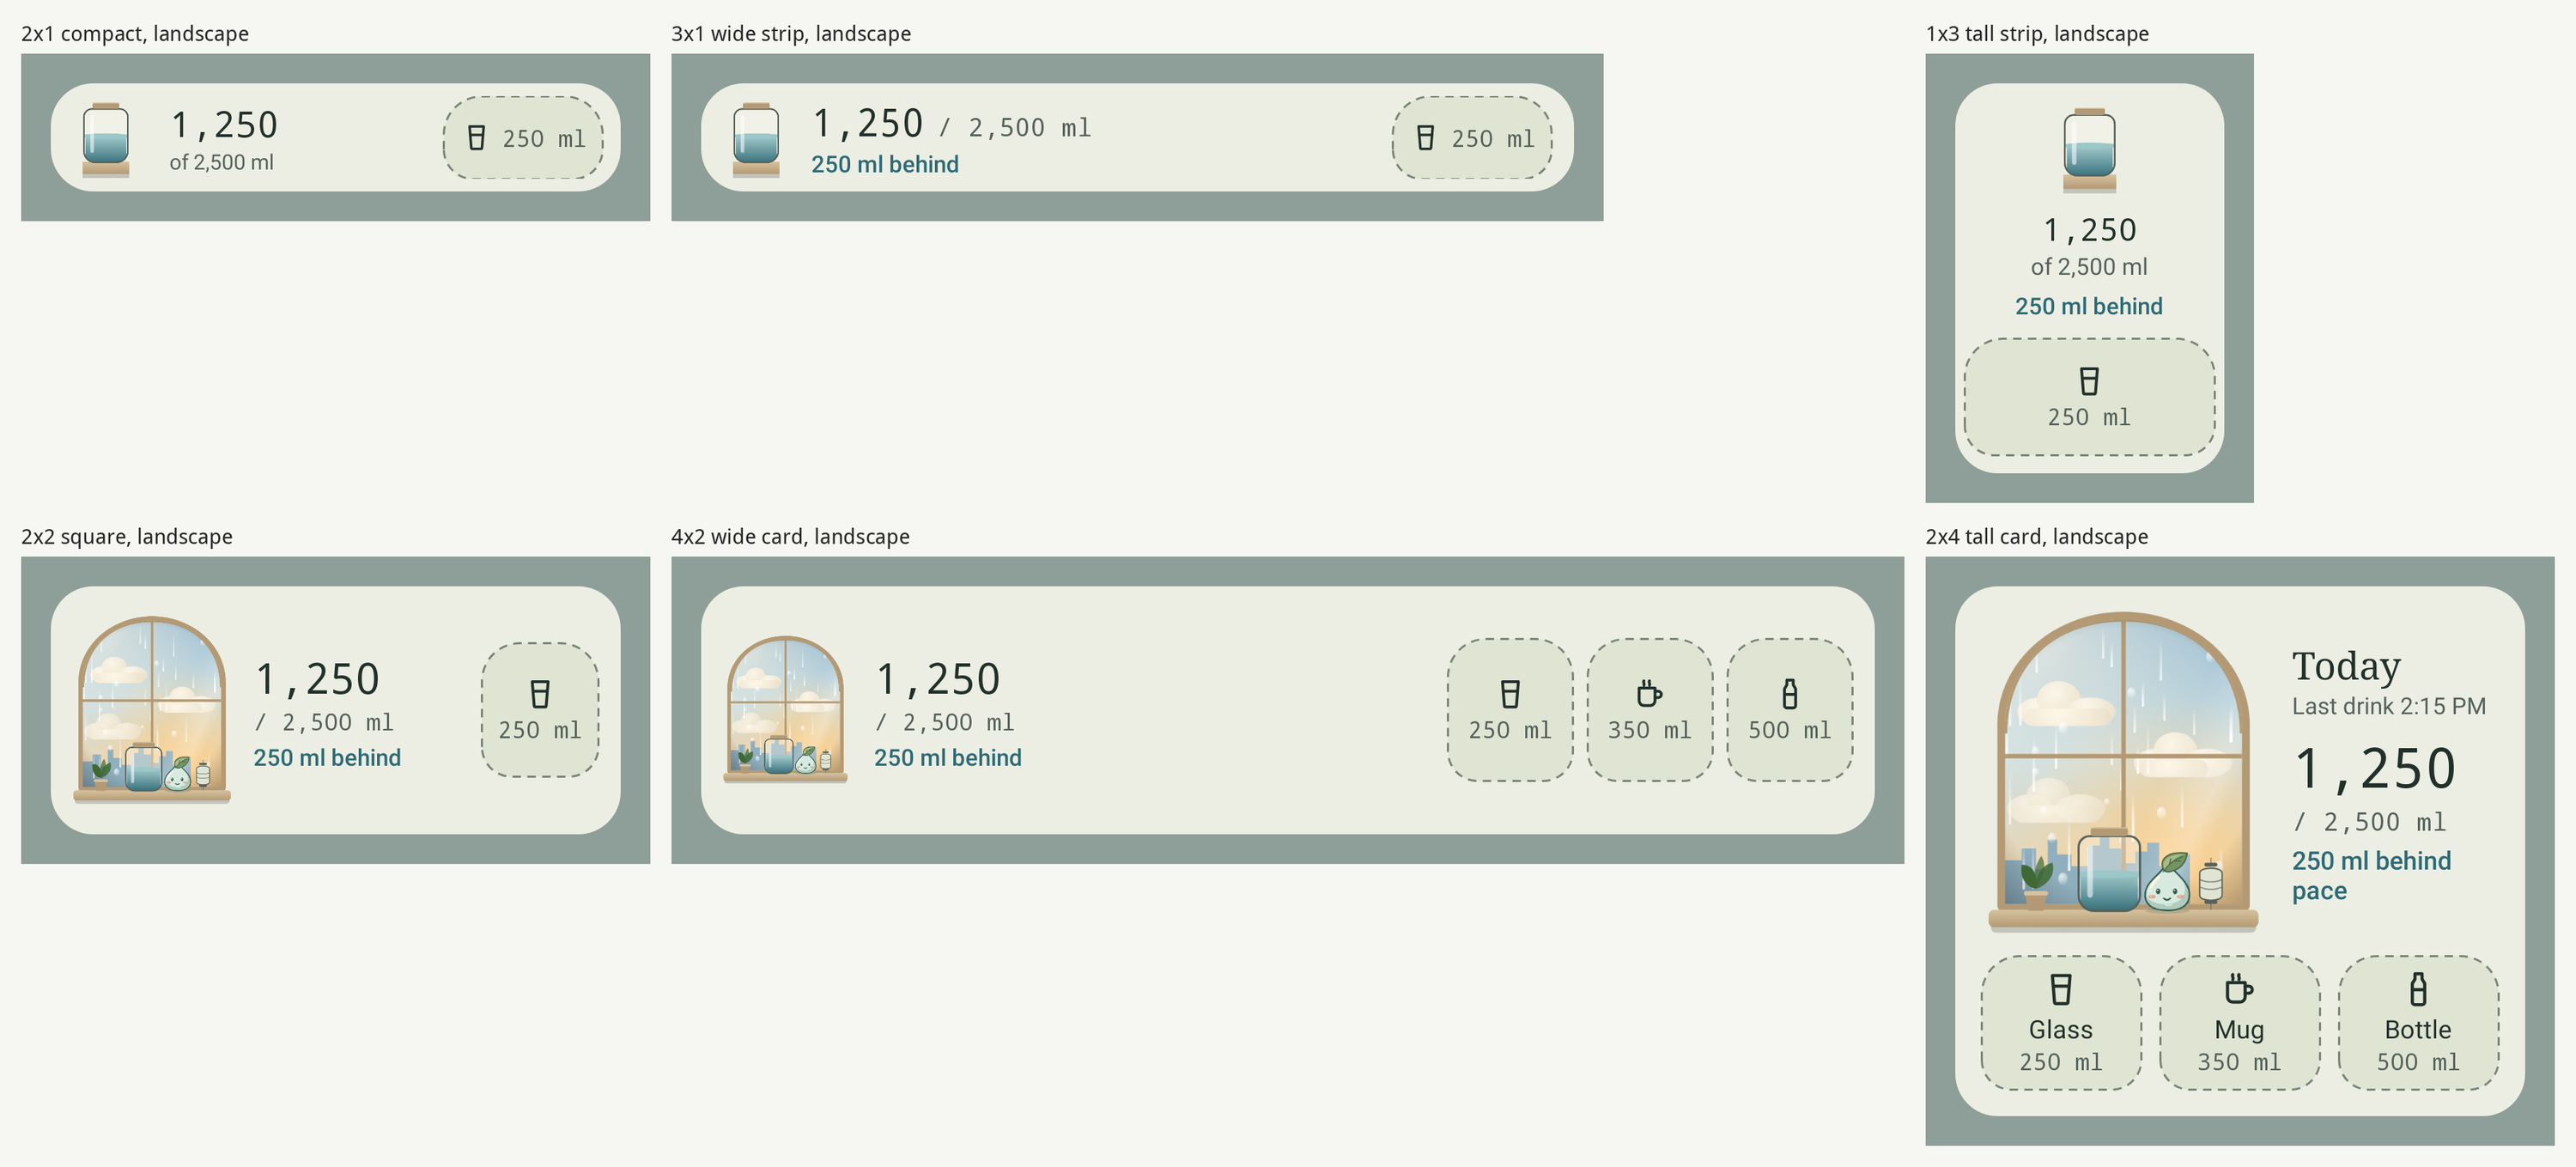 2x1 compact, landscape
1,250
of 2,500 ml
250 ml
3x1 wide strip, landscape
1,250 / 2,500 ml
250 ml behind
250 ml
1x3 tall strip, landscape
1,250
of 2,500 ml
250 ml behind
250 ml
2x2 square, landscape
1,250
/ 2,500 ml
250 ml behind
250 ml
4x2 wide card, landscape
1,250
/ 2,500 ml
250 ml behind
250 ml
350 ml
500 ml
2x4 tall card, landscape
Today
Last drink 2:15 PM
1,250
/ 2,500 ml
250 ml behind
pace
Glass
250 ml
Mug
350 ml
Bottle
500 ml